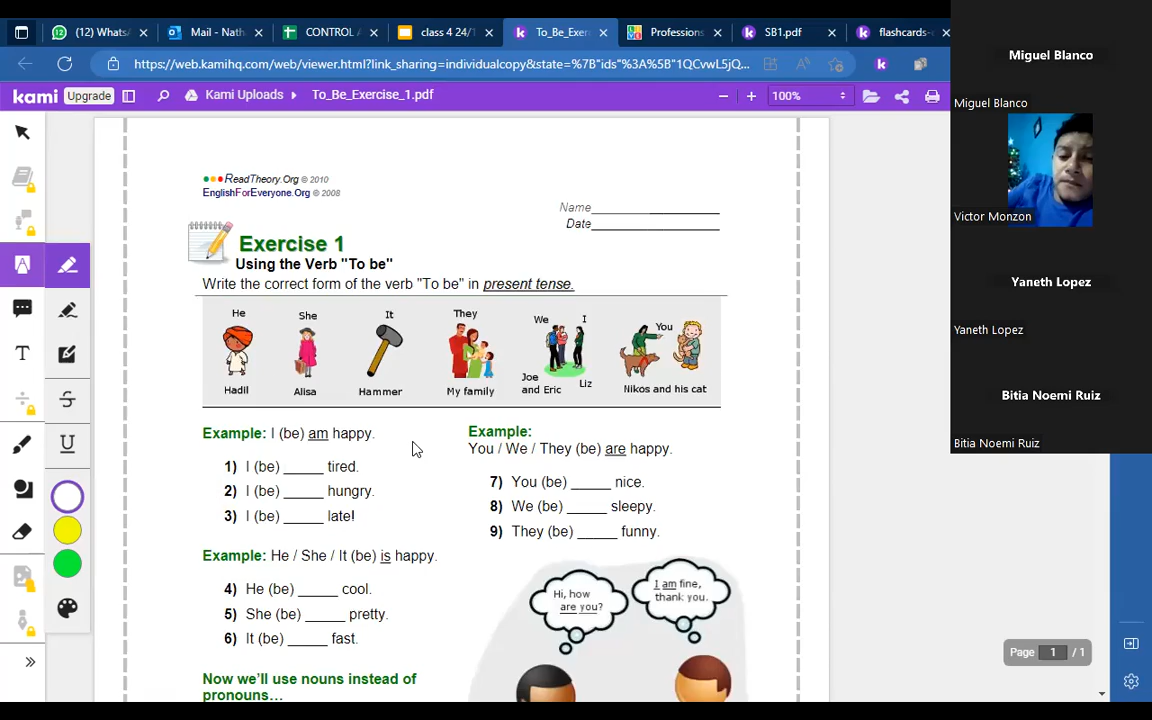 (12) Whats/
Mail - Nath
CONTROL
class 4 24/1
To_Be_Exer
Professions
SB1.pdf
flashcards-
https://web.kamihq.com/web/viewer.html?link_sharing=individualcopy&state=%7B"ids"%3A%5B"1QCvwL5jQ...
kami Upgrade
Kami Uploads
To_Be_Exercise_1.pdf
100%
ReadTheory.Org © 2010
EnglishForEveryone.Org © 2008
Name
Date
Exercise 1
Using the Verb "To be"
Write the correct form of the verb "To be" in present tense.
He She It They We I You
Hadil Alisa Hammer My family Joe and Eric Liz Nikos and his cat
Example: I (be) am happy.
1) I (be) _____ tired.
2) I (be) _____ hungry.
3) I (be) _____ late!
Example: He / She / It (be) is happy.
4) He (be) _____ cool.
5) She (be) _____ pretty.
6) It (be) _____ fast.
Now we'll use nouns instead of
pronouns…
Example:
You / We / They (be) are happy.
7) You (be) _____ nice.
8) We (be) _____ sleepy.
9) They (be) _____ funny.
Hi, how
are you?
I am fine,
thank you.
Page 1 / 1
Miguel Blanco
Miguel Blanco
Victor Monzon
Yaneth Lopez
Yaneth Lopez
Bitia Noemi Ruiz
Bitia Noemi Ruiz